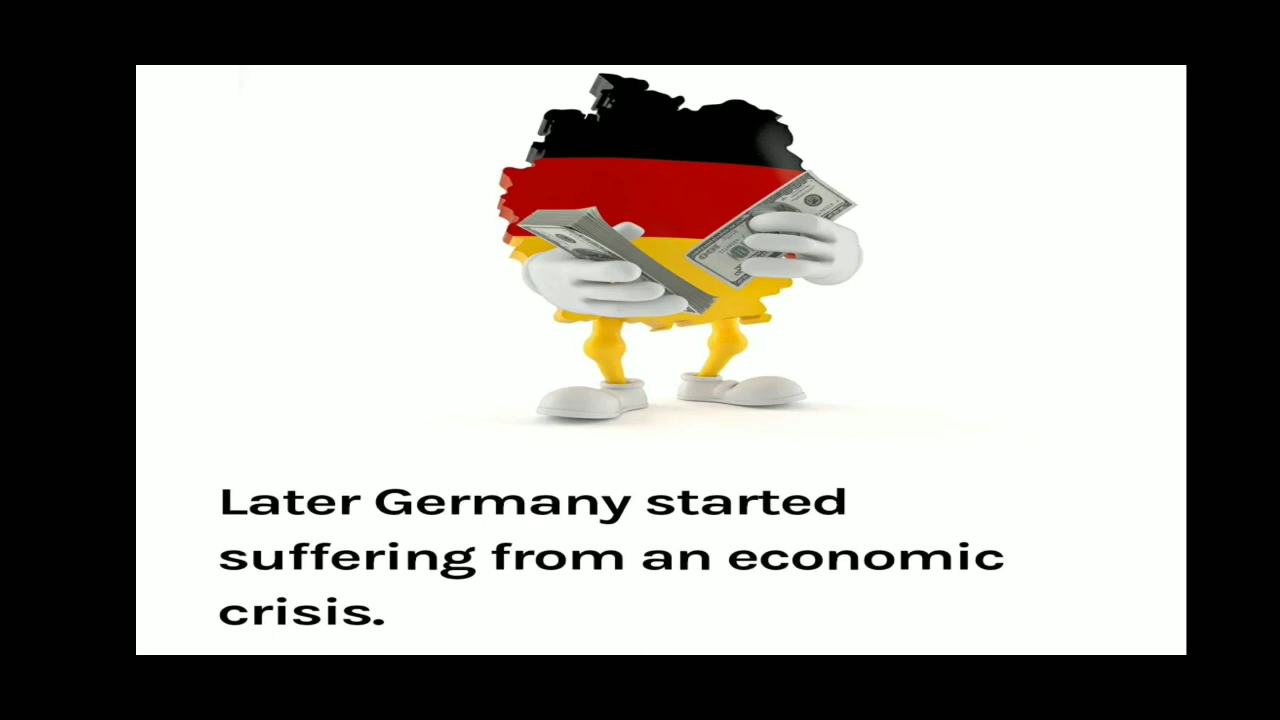 Later Germany started
suffering from an economic
crisis.